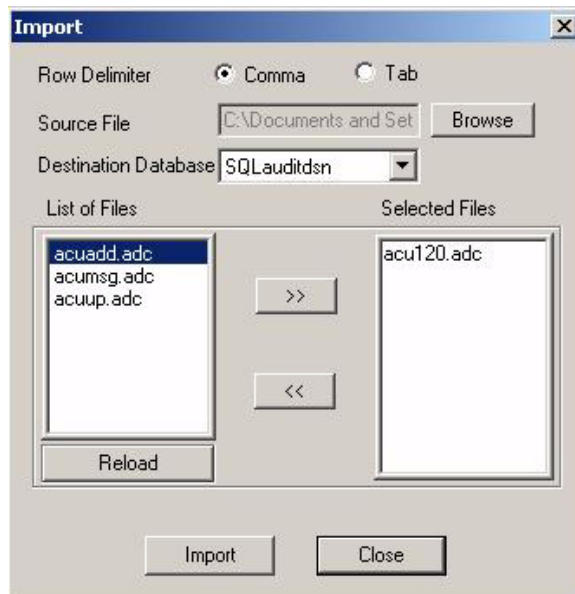 Import
Row Delimiter Comma Tab
Source File C:\Documents and Set Browse
Destination Database SQLauditdsn
List of Files Selected Files
acuadd.adc acu120.adc
acumsg.adc
acuup.adc
>>
<<
Reload
Import Close